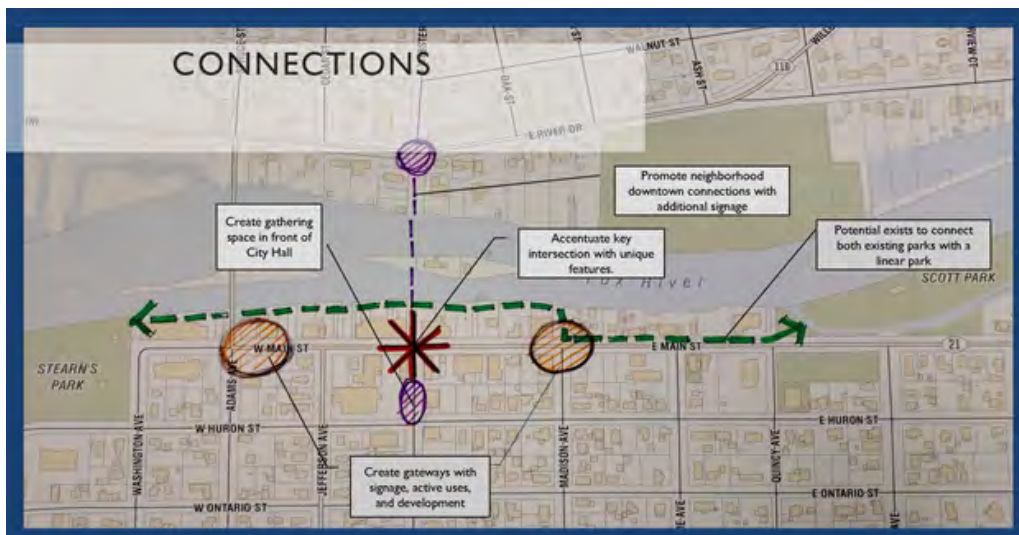 CONNECTIONS
WALNUT ST
ASH ST
OAK ST
116
E RIVER DR
Promote neighborhood
downtown connections with
additional signage
Create gathering
space in front of
City Hall
Accentuate key
intersection with unique
features.
Potential exists to connect
both existing parks with a
linear park
Fox River
SCOTT PARK
STEARN'S
PARK
W MAIN ST
E MAIN ST
21
ADAMS AVE
W HURON ST
E HURON ST
WASHINGTON AVE
JEFFERSON AVE
MADISON AVE
QUINCY AVE
Create gateways with
signage, active uses,
and development
W ONTARIO ST
E ONTARIO ST